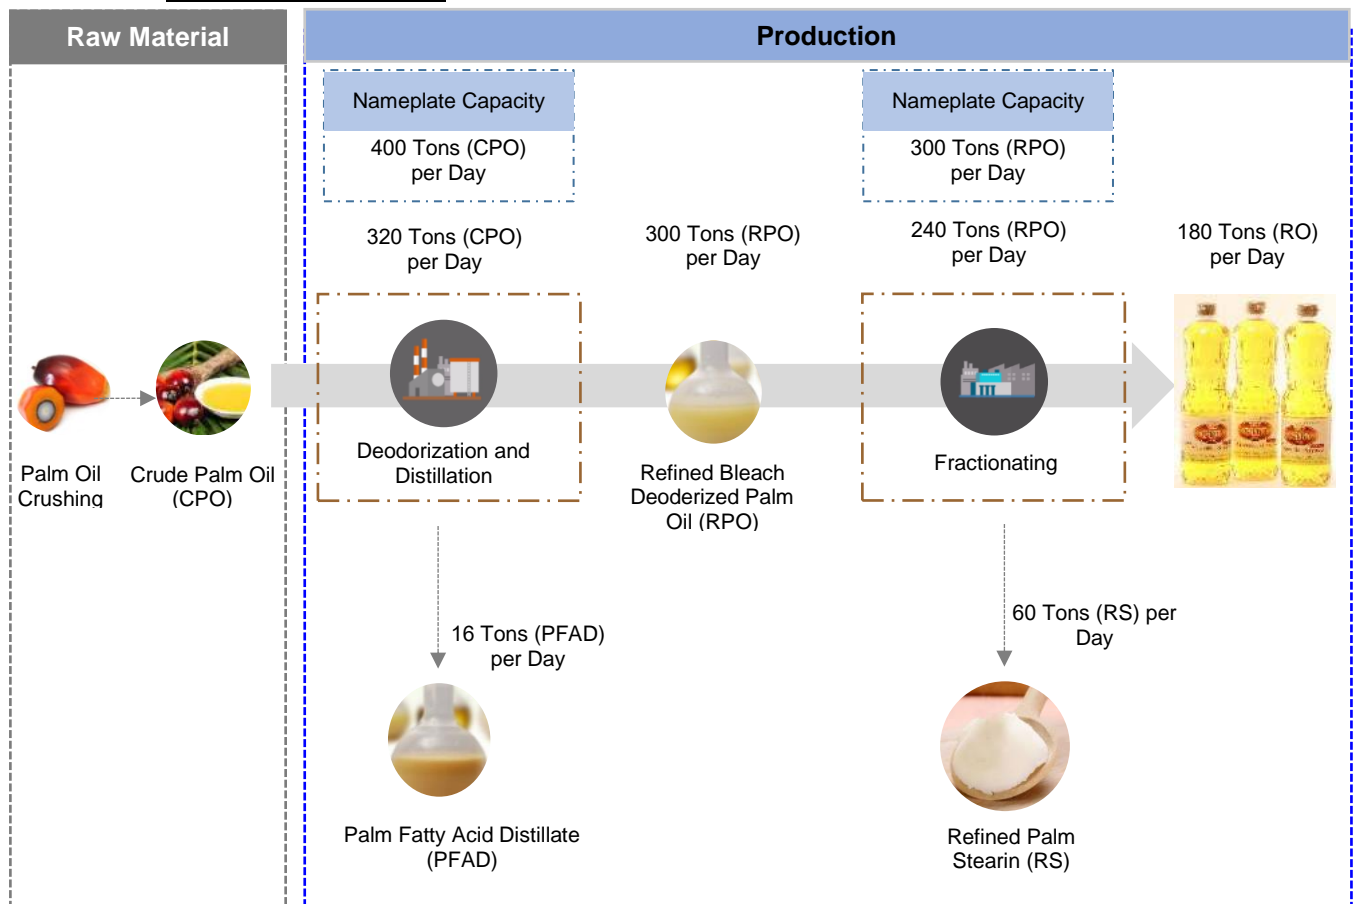 Raw Material
Production
Nameplate Capacity
400 Tons (CPO)
per Day
Nameplate Capacity
300 Tons (RPO)
per Day
320 Tons (CPO)
per Day
300 Tons (RPO)
per Day
240 Tons (RPO)
per Day
180 Tons (RO)
per Day
Palm Oil
Crushing
Crude Palm Oil
(CPO)
Deodorization and
Distillation
Refined Bleach
Deoderized Palm
Oil (RPO)
Fractionating
16 Tons (PFAD)
per Day
60 Tons (RS) per
Day
Palm Fatty Acid Distillate
(PFAD)
Refined Palm
Stearin (RS)